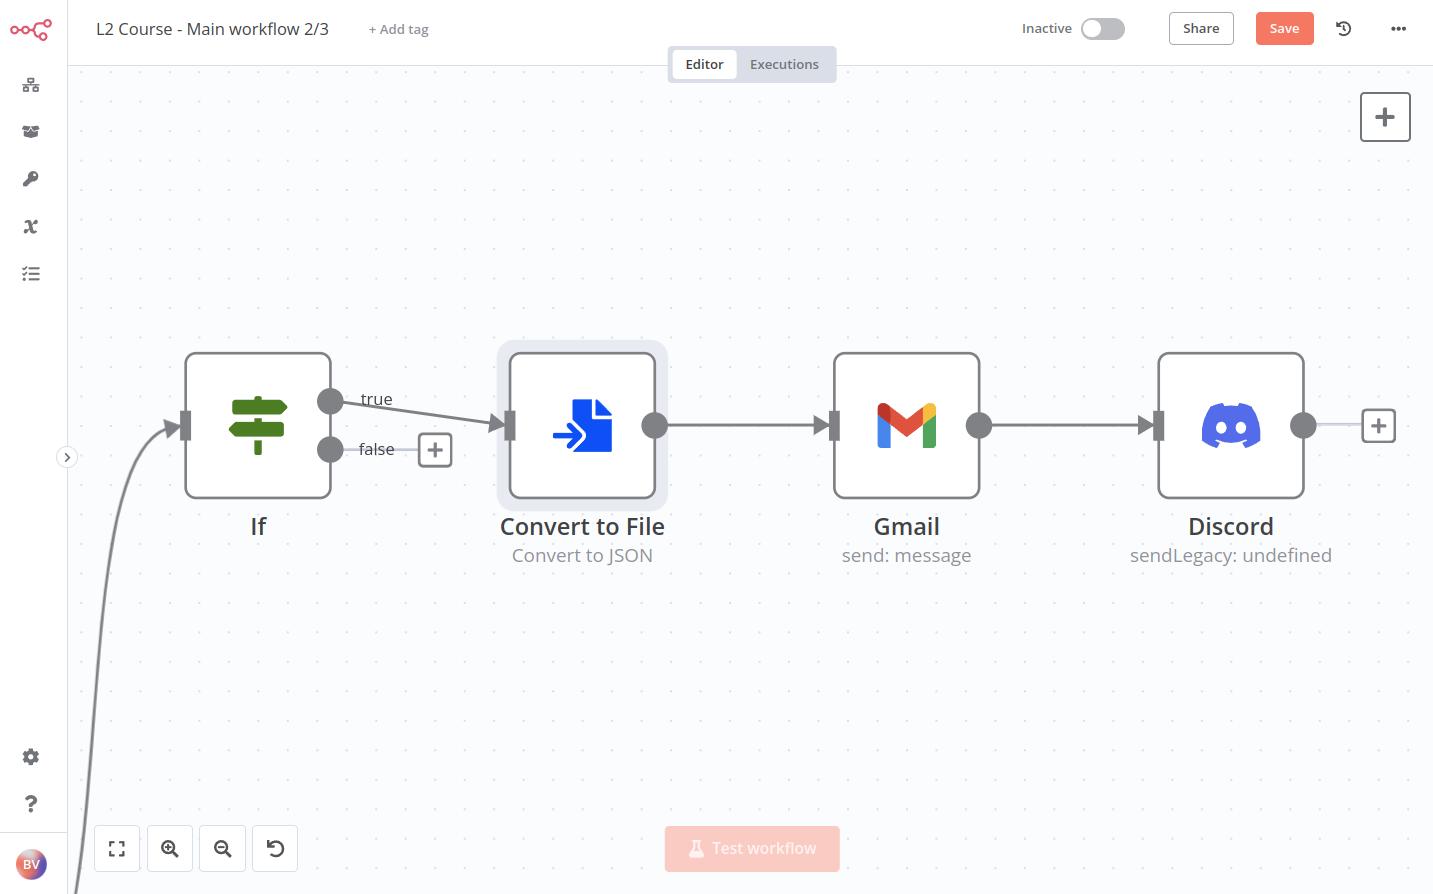 L2 Course - Main workflow 2/3
+ Add tag
Inactive
Share
Save
Editor
Executions
true
false
If
Convert to File
Convert to JSON
Gmail
send: message
Discord
sendLegacy: undefined
BV
Test workflow